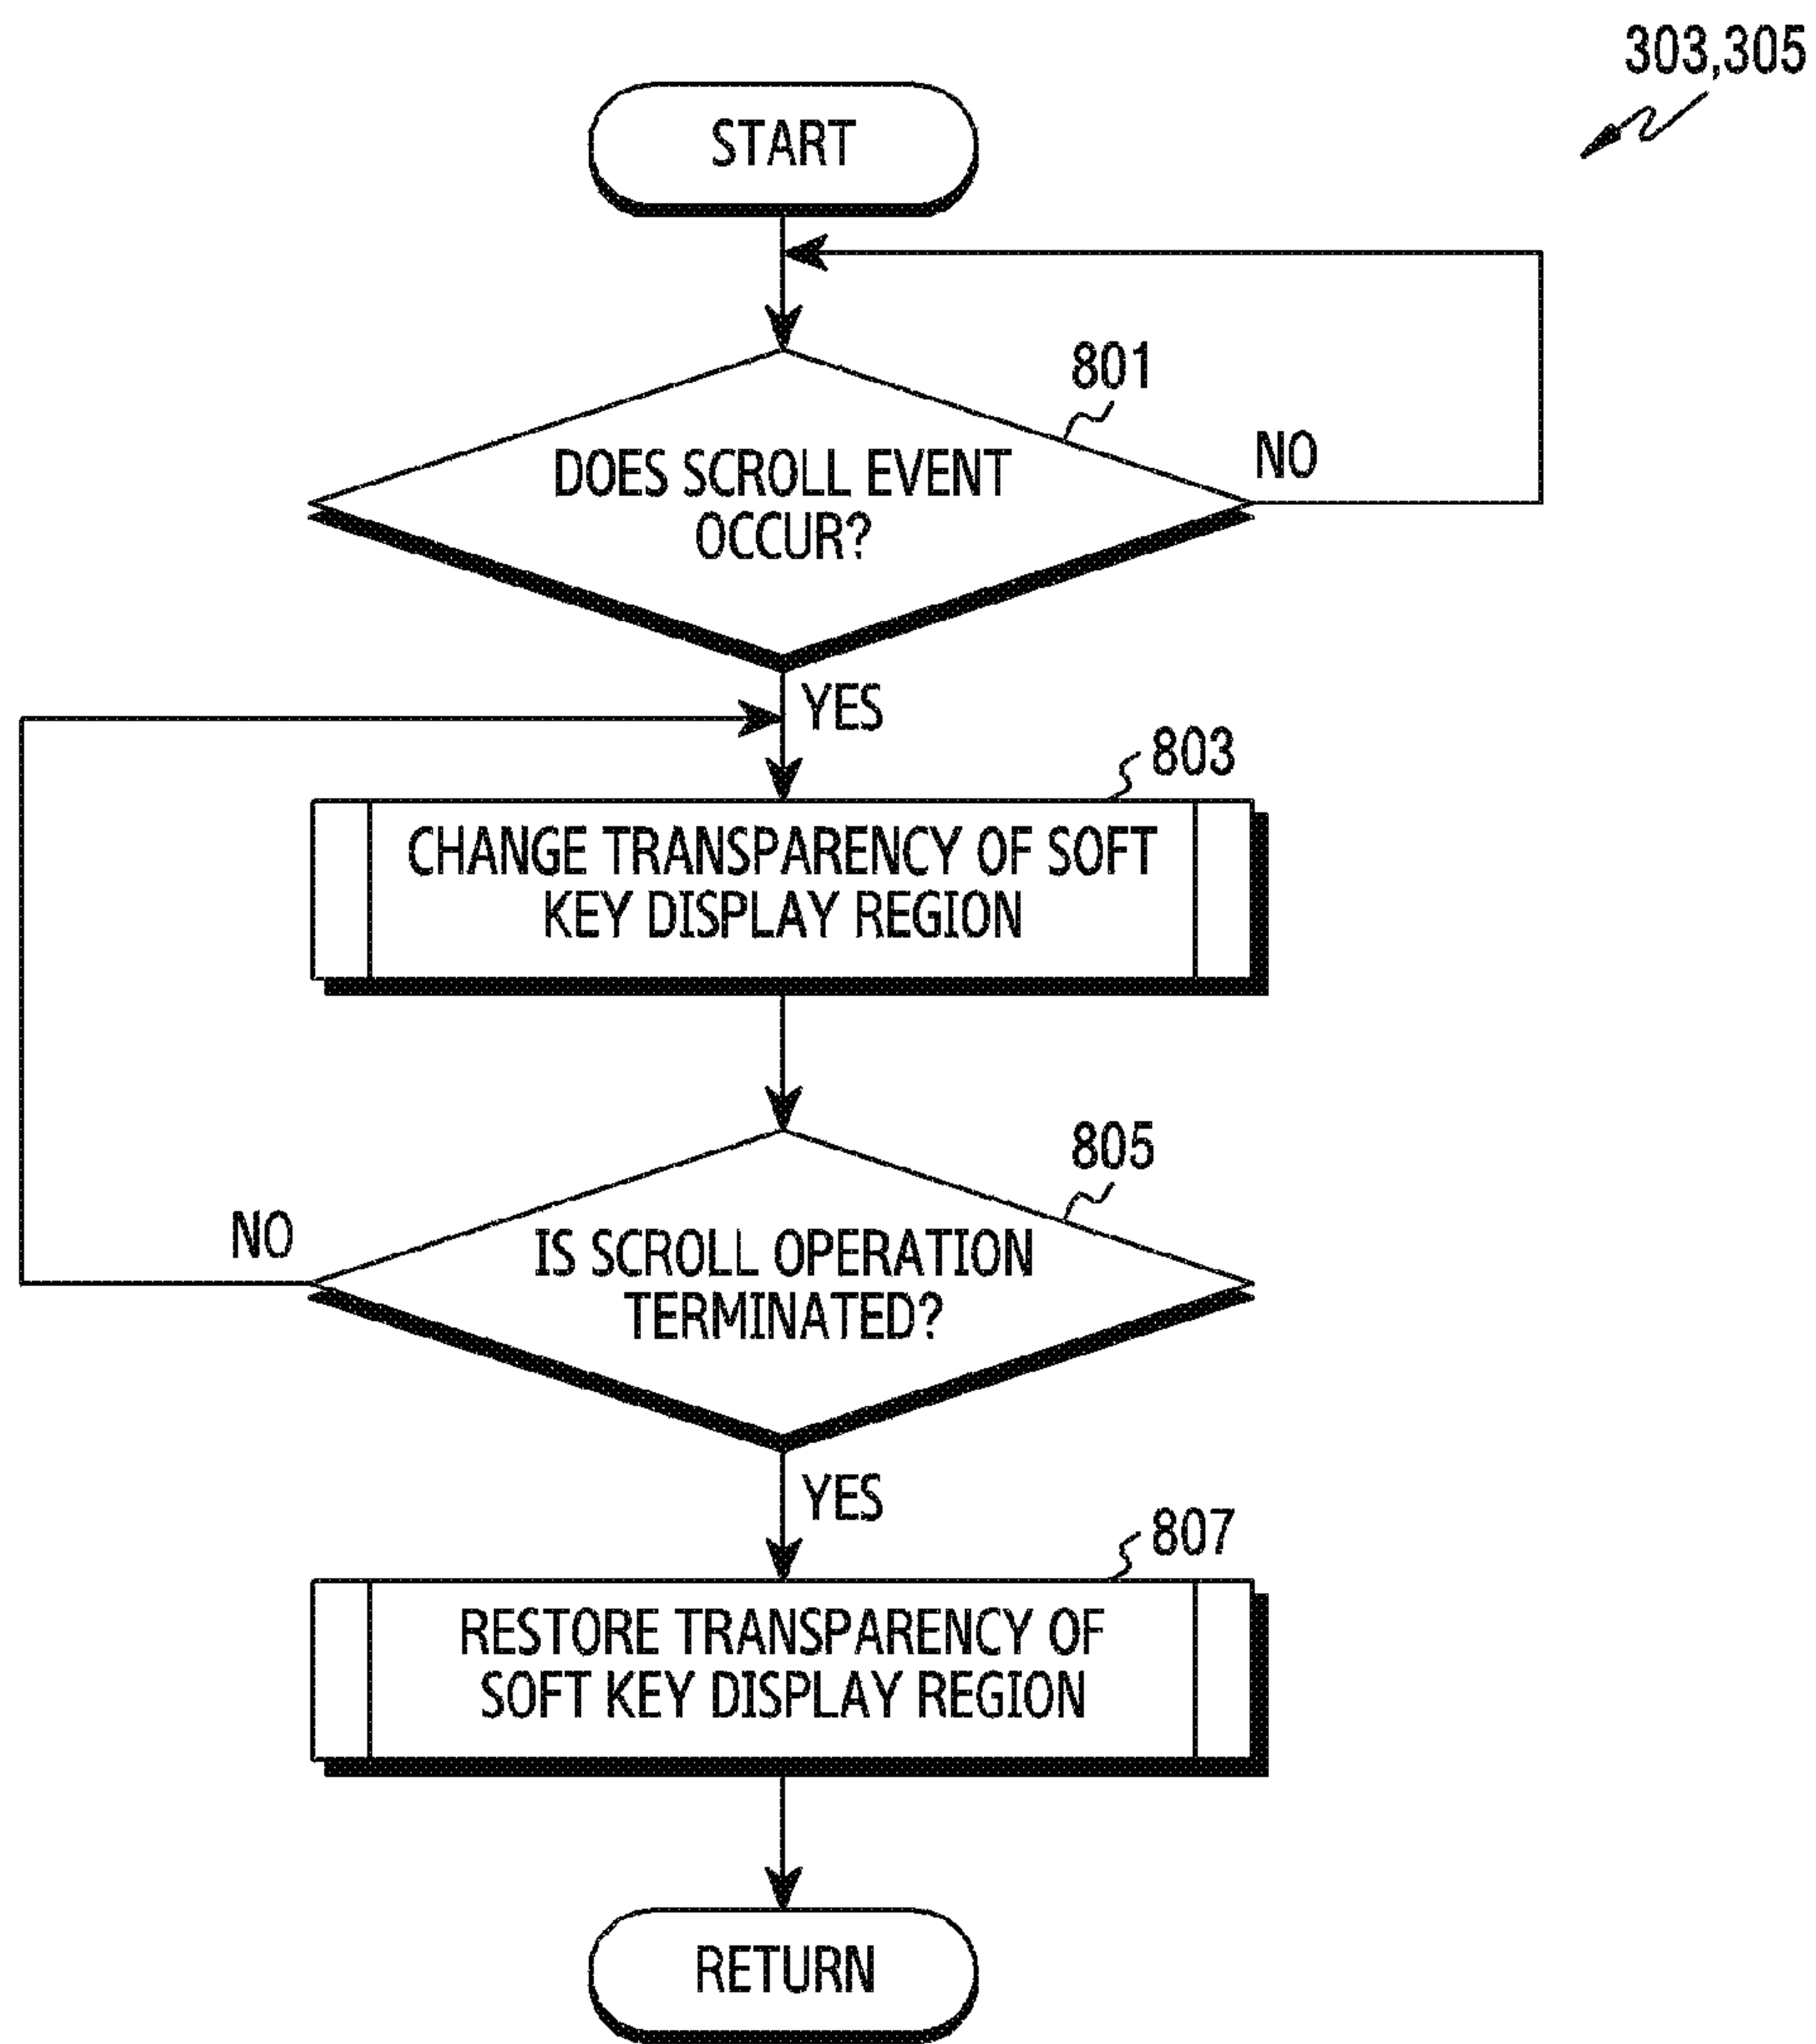 303,305
START
801
DOES SCROLL EVENT
OCCUR?
NO
YES
803
CHANGE TRANSPARENCY OF SOFT
KEY DISPLAY REGION
805
NO
IS SCROLL OPERATION
TERMINATED?
YES
807
RESTORE TRANSPARENCY OF
SOFT KEY DISPLAY REGION
RETURN